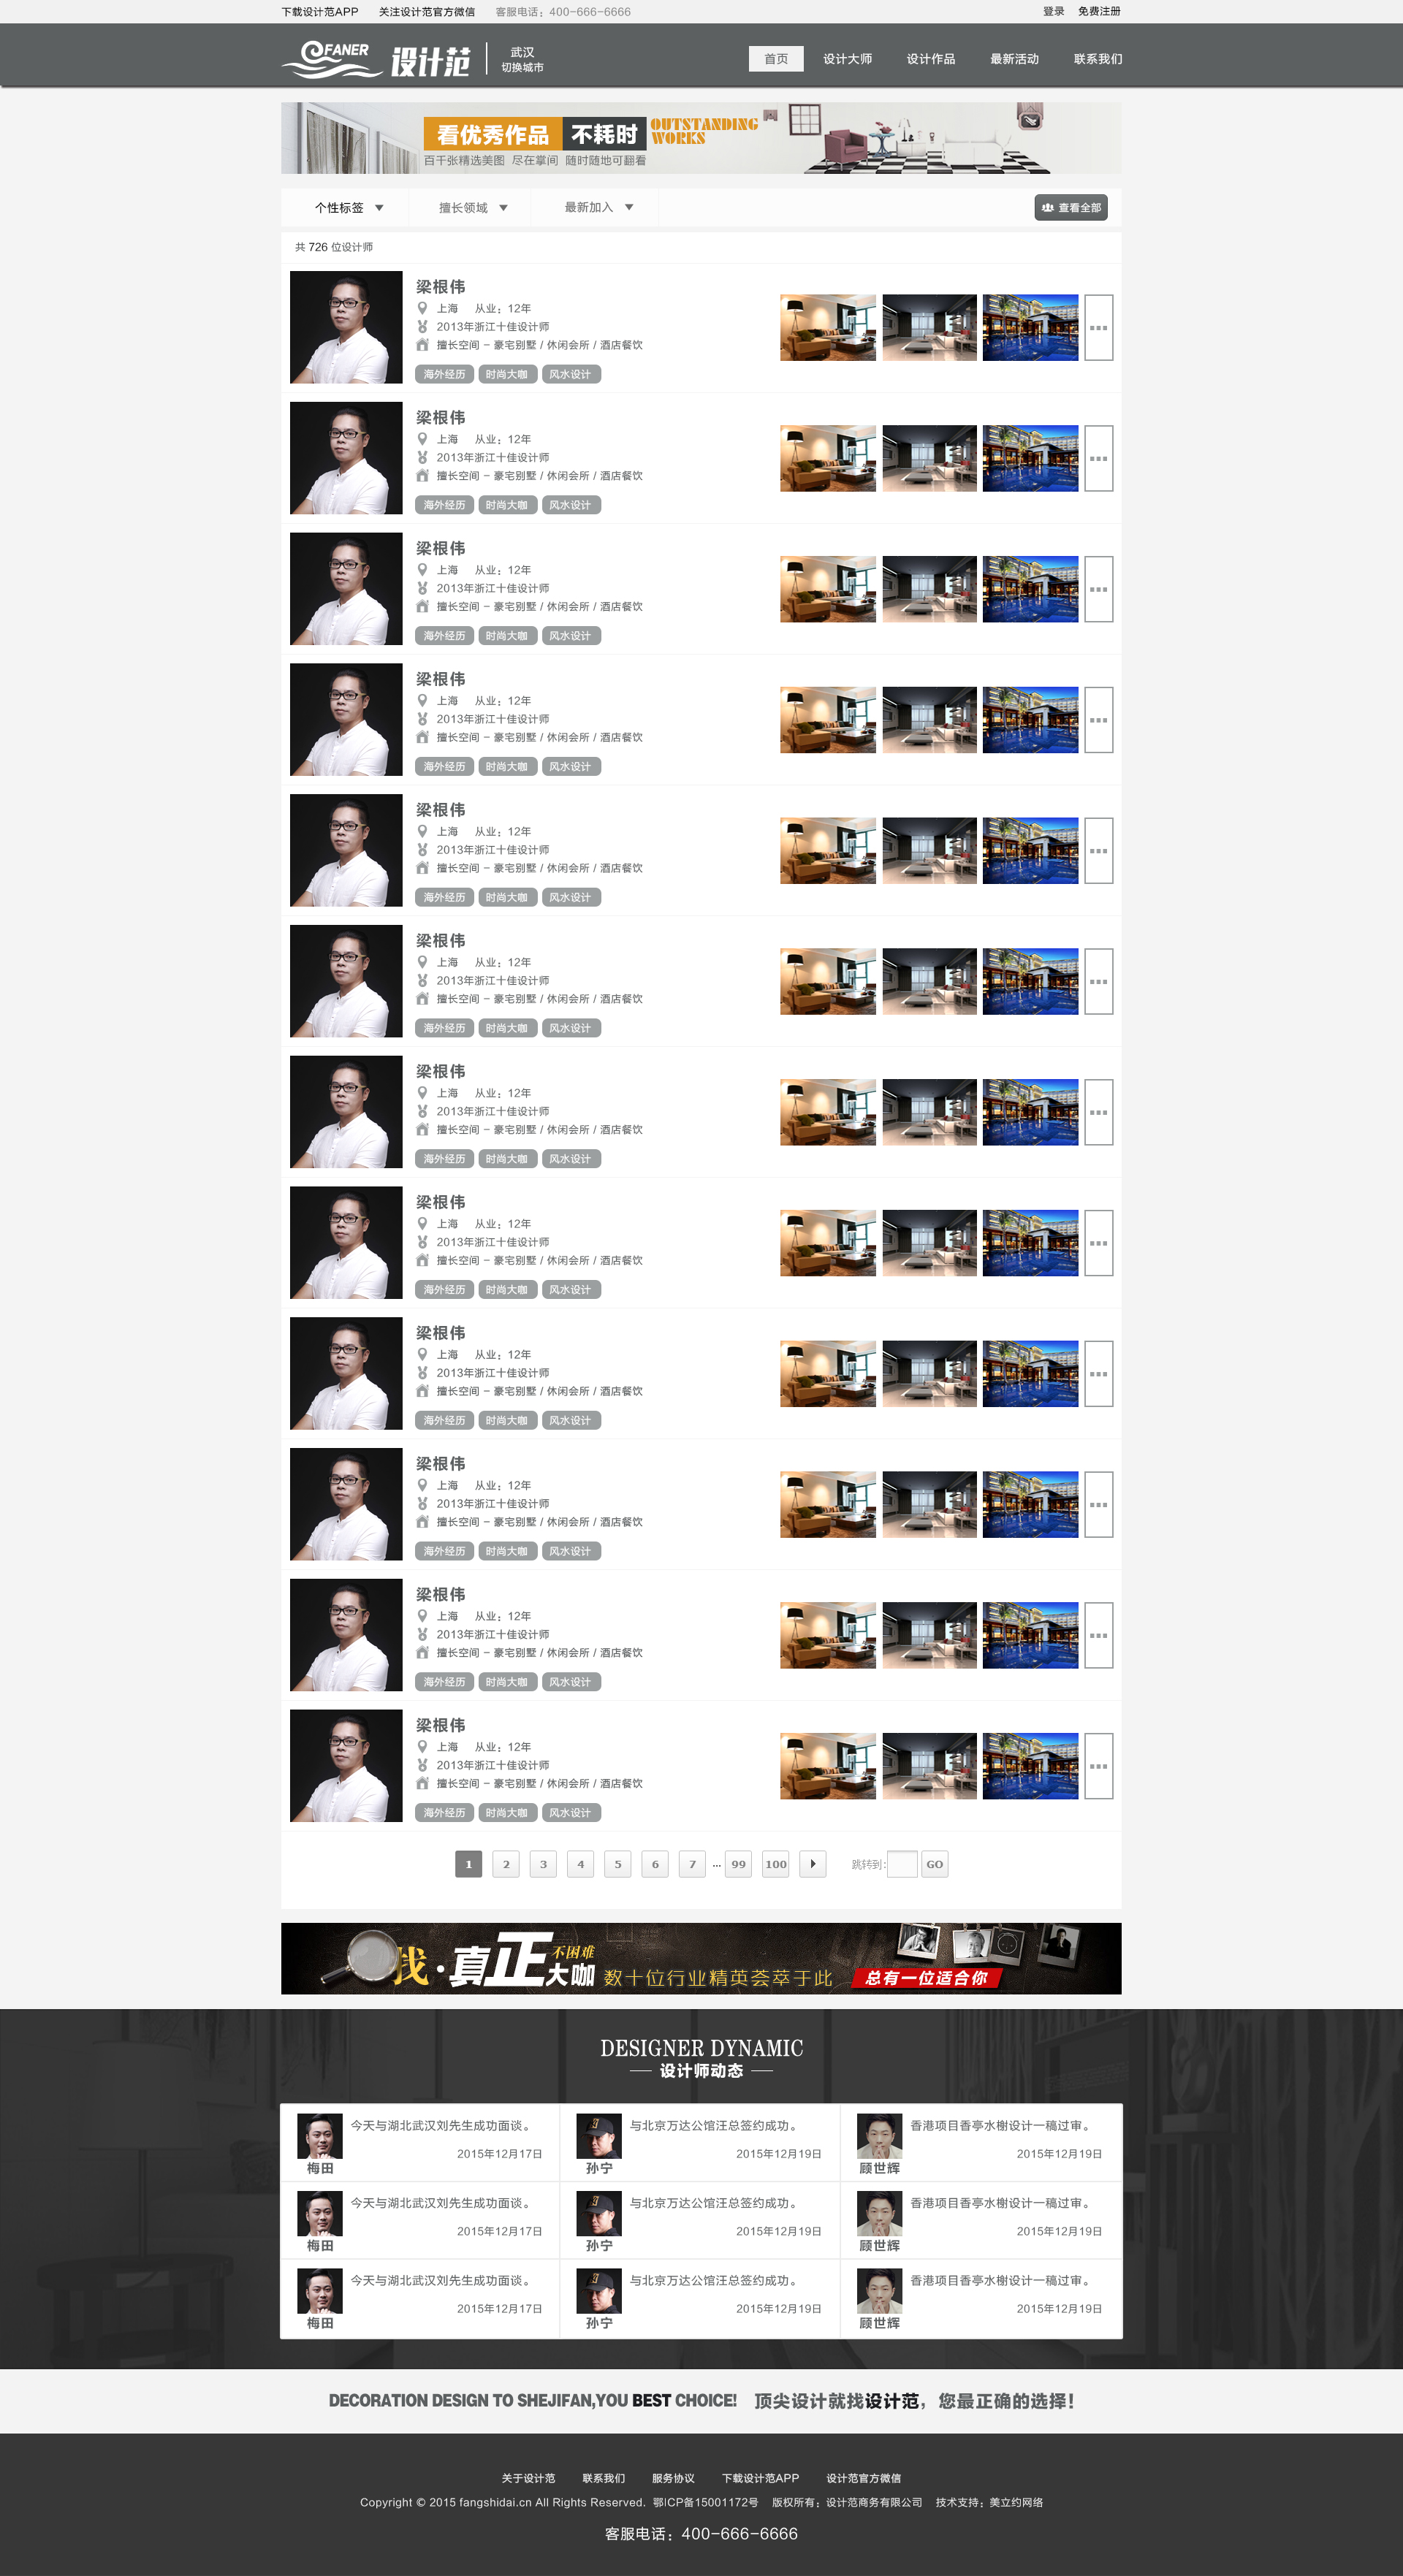 下载设计范APP 关注设计范官方微信 客服电话：400-666-6666 登录 免费注册
FANER 设计范 武汉 切换城市 首页 设计大师 设计作品 最新活动 联系我们
看优秀作品 不耗时 OUTSTANDING WORKS
百千张精选美图 尽在掌间 随时随地可翻看
个性标签 擅长领域 最新加入 查看全部
共 726 位设计师
梁根伟
上海 从业：12年
2013年浙江十佳设计师
擅长空间 - 豪宅别墅 / 休闲会所 / 酒店餐饮
海外经历 时尚大咖 风水设计
梁根伟
上海 从业：12年
2013年浙江十佳设计师
擅长空间 - 豪宅别墅 / 休闲会所 / 酒店餐饮
海外经历 时尚大咖 风水设计
梁根伟
上海 从业：12年
2013年浙江十佳设计师
擅长空间 - 豪宅别墅 / 休闲会所 / 酒店餐饮
海外经历 时尚大咖 风水设计
梁根伟
上海 从业：12年
2013年浙江十佳设计师
擅长空间 - 豪宅别墅 / 休闲会所 / 酒店餐饮
海外经历 时尚大咖 风水设计
梁根伟
上海 从业：12年
2013年浙江十佳设计师
擅长空间 - 豪宅别墅 / 休闲会所 / 酒店餐饮
海外经历 时尚大咖 风水设计
梁根伟
上海 从业：12年
2013年浙江十佳设计师
擅长空间 - 豪宅别墅 / 休闲会所 / 酒店餐饮
海外经历 时尚大咖 风水设计
梁根伟
上海 从业：12年
2013年浙江十佳设计师
擅长空间 - 豪宅别墅 / 休闲会所 / 酒店餐饮
海外经历 时尚大咖 风水设计
梁根伟
上海 从业：12年
2013年浙江十佳设计师
擅长空间 - 豪宅别墅 / 休闲会所 / 酒店餐饮
海外经历 时尚大咖 风水设计
梁根伟
上海 从业：12年
2013年浙江十佳设计师
擅长空间 - 豪宅别墅 / 休闲会所 / 酒店餐饮
海外经历 时尚大咖 风水设计
梁根伟
上海 从业：12年
2013年浙江十佳设计师
擅长空间 - 豪宅别墅 / 休闲会所 / 酒店餐饮
海外经历 时尚大咖 风水设计
梁根伟
上海 从业：12年
2013年浙江十佳设计师
擅长空间 - 豪宅别墅 / 休闲会所 / 酒店餐饮
海外经历 时尚大咖 风水设计
梁根伟
上海 从业：12年
2013年浙江十佳设计师
擅长空间 - 豪宅别墅 / 休闲会所 / 酒店餐饮
海外经历 时尚大咖 风水设计
1 2 3 4 5 6 7 ... 99 100 跳转到: GO
找·真正大咖 不困难 数十位行业精英荟萃于此 总有一位适合你
DESIGNER DYNAMIC
设计师动态
今天与湖北武汉刘先生成功面谈。 与北京万达公馆汪总签约成功。 香港项目香亭水榭设计一稿过审。
2015年12月17日 2015年12月19日 2015年12月19日
梅田 孙宁 顾世辉
今天与湖北武汉刘先生成功面谈。 与北京万达公馆汪总签约成功。 香港项目香亭水榭设计一稿过审。
2015年12月17日 2015年12月19日 2015年12月19日
梅田 孙宁 顾世辉
今天与湖北武汉刘先生成功面谈。 与北京万达公馆汪总签约成功。 香港项目香亭水榭设计一稿过审。
2015年12月17日 2015年12月19日 2015年12月19日
梅田 孙宁 顾世辉
DECORATION DESIGN TO SHEJIFAN,YOU BEST CHOICE! 顶尖设计就找设计范，您最正确的选择！
关于设计范 联系我们 服务协议 下载设计范APP 设计范官方微信
Copyright © 2015 fangshidai.cn All Rights Reserved. 鄂ICP备15001172号 版权所有：设计范商务有限公司 技术支持：美立约网络
客服电话：400-666-6666